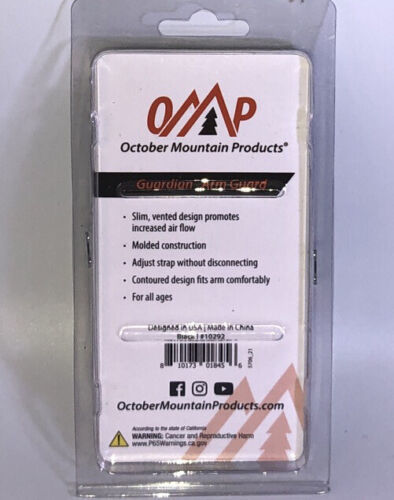 OMP
October Mountain Products®
Guardian™ Arm Guard
• Slim, vented design promotes
increased air flow
• Molded construction
• Adjust strap without disconnecting
• Contoured design fits arm comfortably
• For all ages
Designed in USA | Made in China
Black | #10292
8 10173 01845 6
5706_21
OctoberMountainProducts.com
According to the state of California
WARNING: Cancer and Reproductive Harm
www.P65Warnings.ca.gov